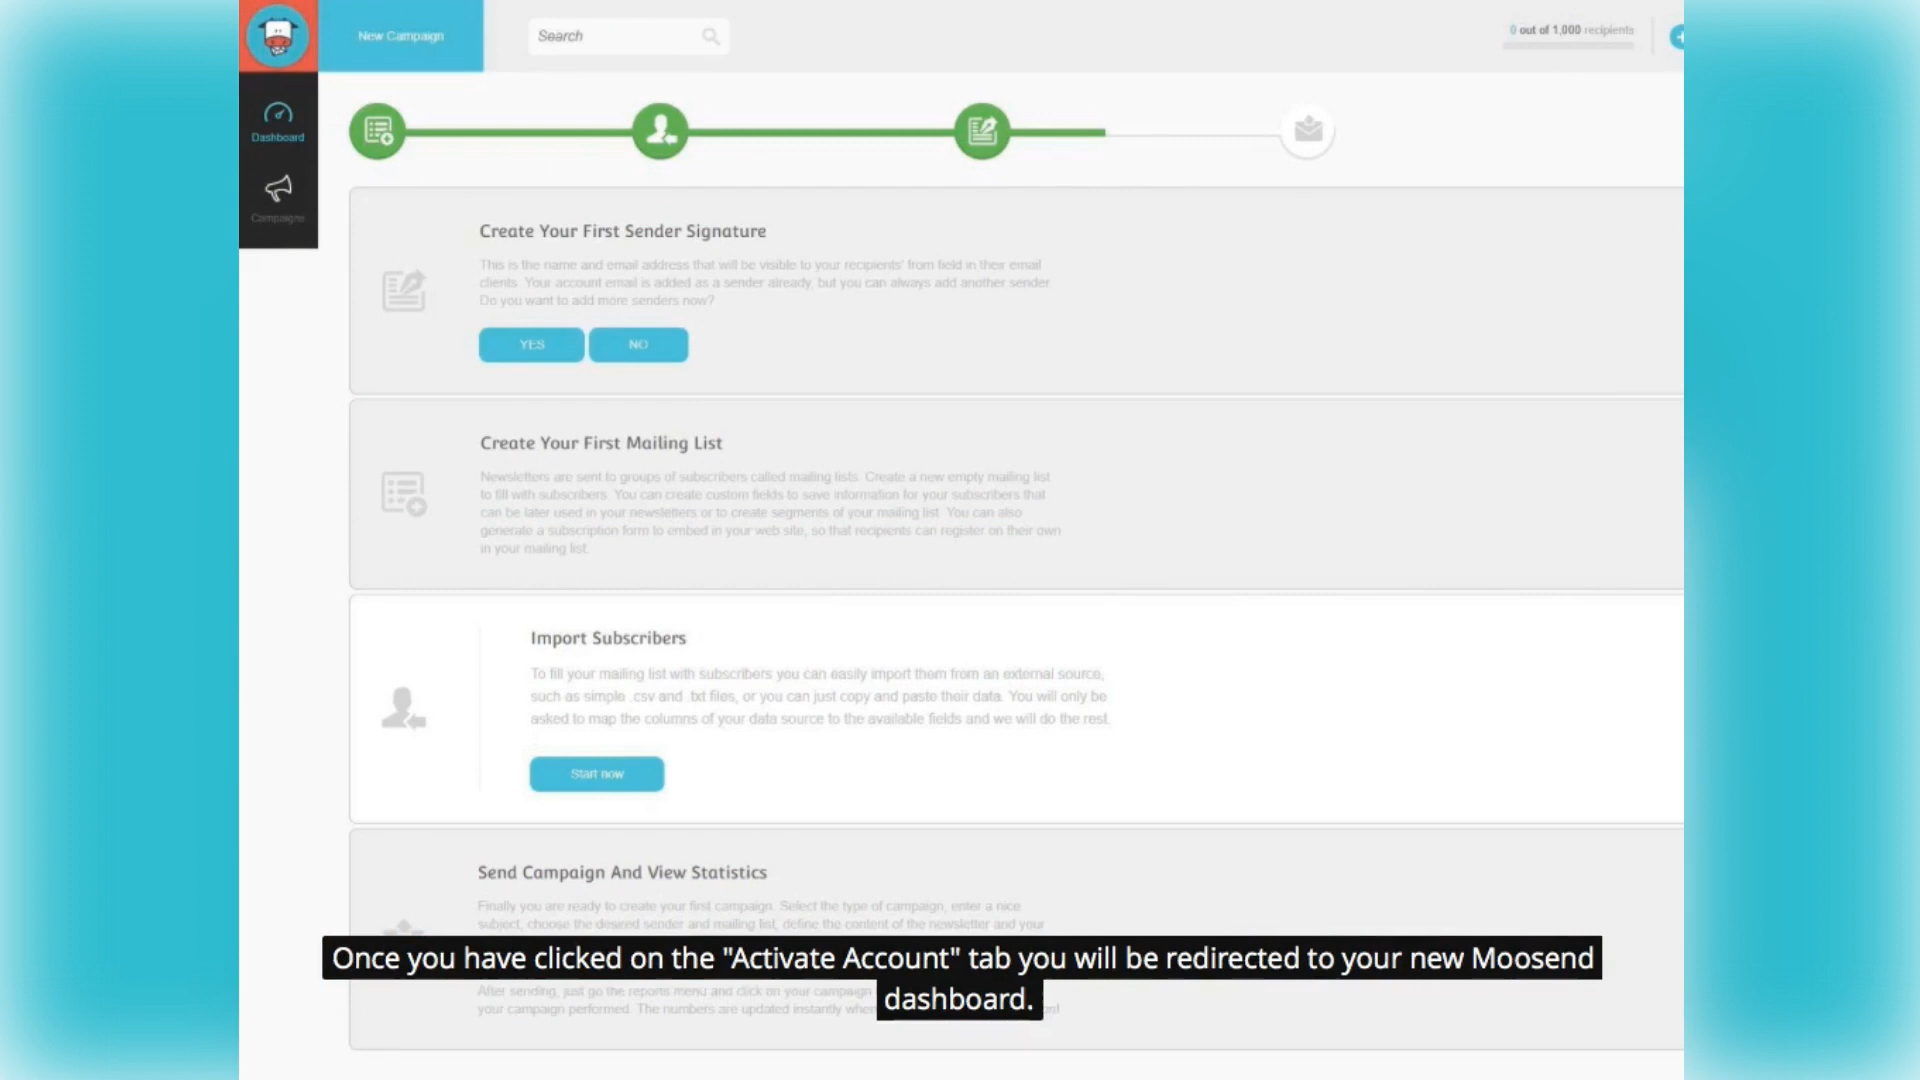 New Campaign
Search
0 out of 1,000 recipients
Dashboard
Campaigns
Create Your First Sender Signature
This is the name and email address that will be visible to your recipients' from field in their email
clients. Your account email is added as a sender already, but you can always add another sender.
Do you want to add more senders now?
YES
NO
Create Your First Mailing List
Newsletters are sent to groups of subscribers called mailing lists. Create a new empty mailing list
to fill with subscribers. You can create custom fields to save information for your subscribers that
can be later used in your newsletters or to create segments of your mailing list. You can also
generate a subscription form to embed in your web site, so that recipients can register on their own
in your mailing list.
Import Subscribers
To fill your mailing list with subscribers you can easily import them from an external source,
such as simple .csv and .txt files, or you can just copy and paste their data. You will only be
asked to map the columns of your data source to the available fields and we will do the rest.
Start now
Send Campaign And View Statistics
Finally you are ready to create your first campaign. Select the type of campaign, enter a nice
subject, choose the desired sender and mailing list, define the content of the newsletter and your
Once you have clicked on the "Activate Account" tab you will be redirected to your new Moosend
dashboard.
After sending, just go the reports menu and click on your campaign
your campaign performed. The numbers are updated instantly